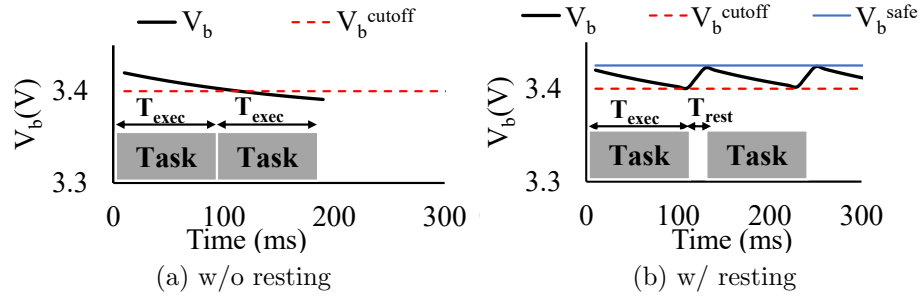 V_b V_b^cutoff
V_b(V)
3.4
3.3
T_exec T_exec
Task Task
0 100 200 300
Time (ms)
(a) w/o resting
V_b V_b^cutoff V_b^safe
V_b(V)
3.4
3.3
T_exec T_rest
Task Task
0 100 200 300
Time (ms)
(b) w/ resting